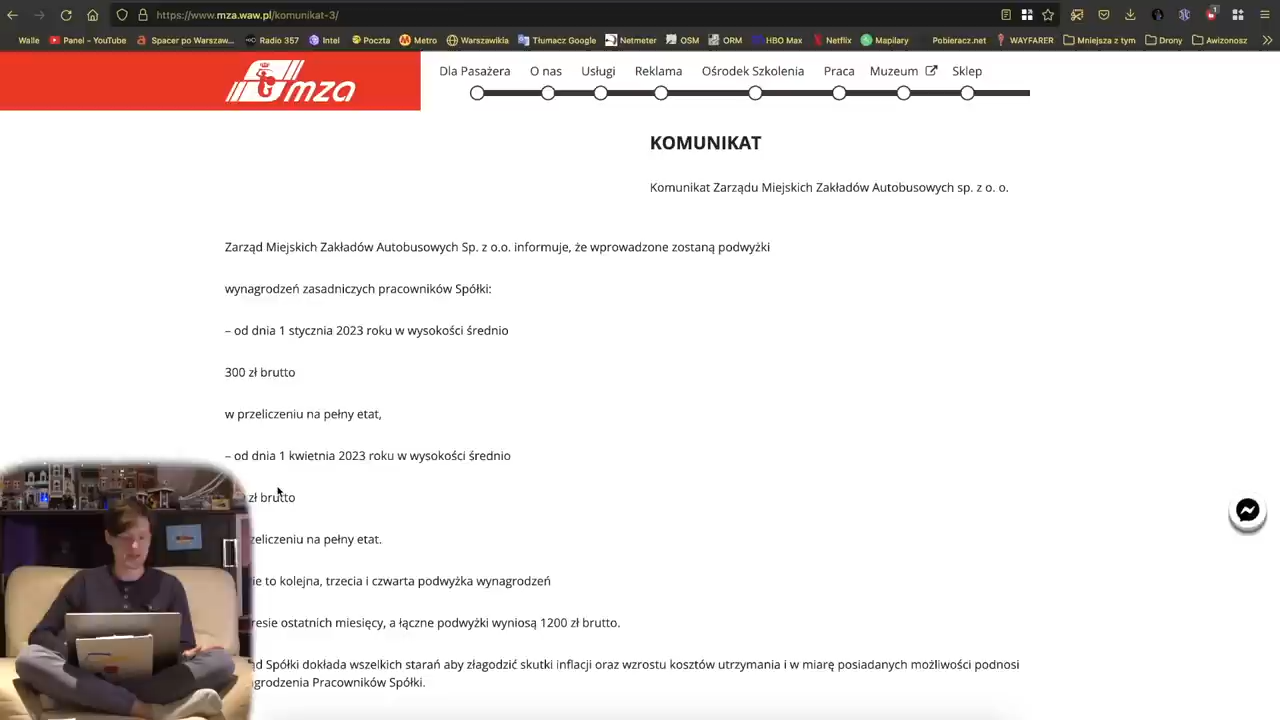 https://www.mza.waw.pl/komunikat-3/
Walle
Panel - YouTube
Spacer po Warszaw...
Radio 357
Intel
Poczta
Metro
Warszawikia
Tłumacz Google
Netmeter
OSM
ORM
HBO Max
Netflix
Mapilary
Pobieracz.net
WAYFARER
Mniejsza z tym
Drony
Awizonosz
mza
Dla Pasażera
O nas
Usługi
Reklama
Ośrodek Szkolenia
Praca
Muzeum
Sklep
KOMUNIKAT
Komunikat Zarządu Miejskich Zakładów Autobusowych sp. z o. o.
Zarząd Miejskich Zakładów Autobusowych Sp. z o.o. informuje, że wprowadzone zostaną podwyżki
wynagrodzeń zasadniczych pracowników Spółki:
– od dnia 1 stycznia 2023 roku w wysokości średnio
300 zł brutto
w przeliczeniu na pełny etat,
– od dnia 1 kwietnia 2023 roku w wysokości średnio
zł brutto
zeliczeniu na pełny etat.
ie to kolejna, trzecia i czwarta podwyżka wynagrodzeń
resie ostatnich miesięcy, a łączne podwyżki wyniosą 1200 zł brutto.
d Spółki dokłada wszelkich starań aby złagodzić skutki inflacji oraz wzrostu kosztów utrzymania i w miarę posiadanych możliwości podnosi
grodzenia Pracowników Spółki.